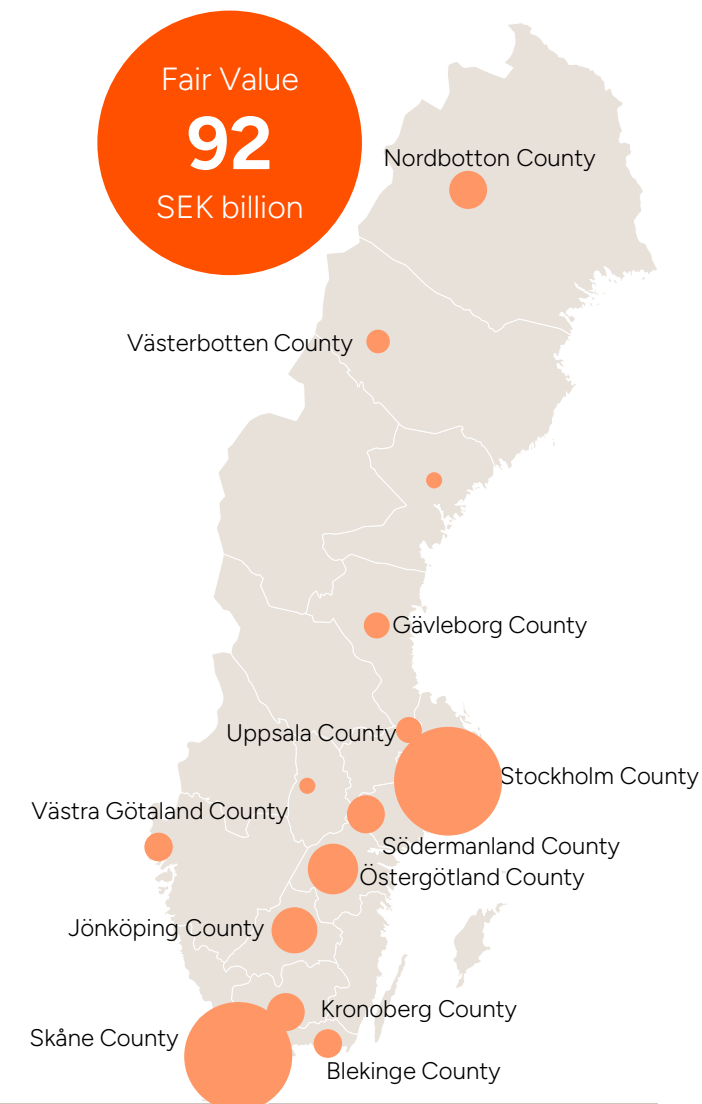 Fair Value
92
SEK billion
Nordbotton County
Västerbotten County
Gävleborg County
Uppsala County
Stockholm County
Västra Götaland County
Södermanland County
Östergötland County
Jönköping County
Kronoberg County
Skåne County
Blekinge County